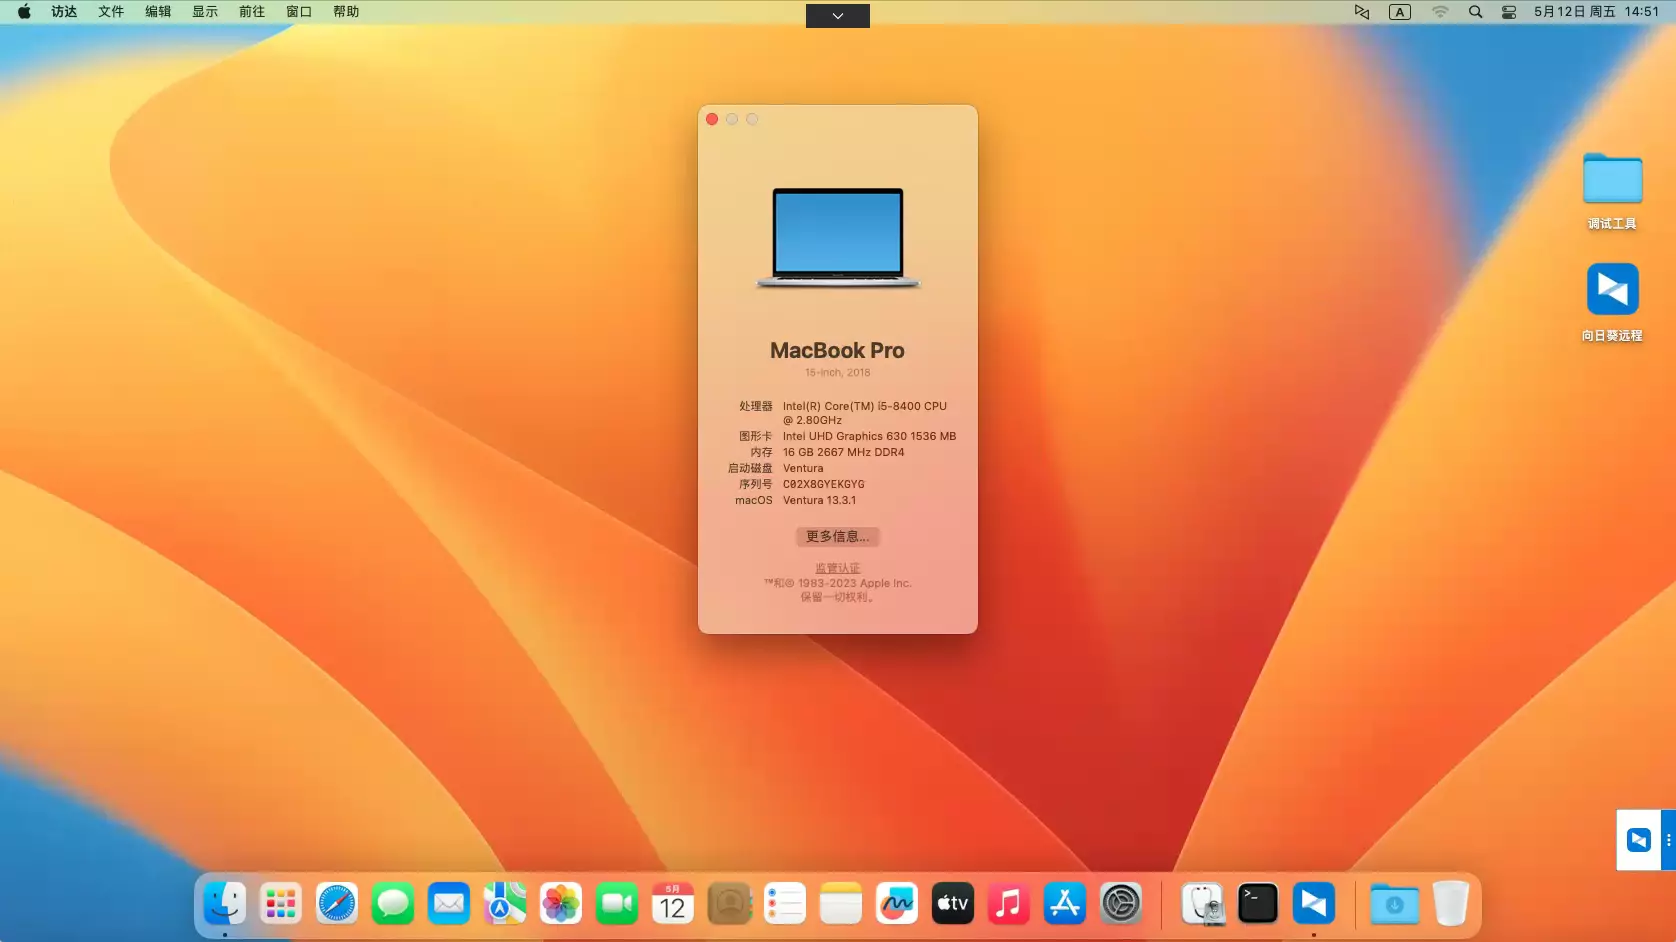 访达 文件 编辑 显示 前往 窗口 帮助
A 5月12日 周五 14:51
调试工具
向日葵远程
MacBook Pro
15-inch, 2018
处理器 Intel(R) Core(TM) i5-8400 CPU
@ 2.80GHz
图形卡 Intel UHD Graphics 630 1536 MB
内存 16 GB 2667 MHz DDR4
启动磁盘 Ventura
序列号 C02X8GYEKGYG
macOS Ventura 13.3.1
更多信息...
监管认证
™和© 1983-2023 Apple Inc.
保留一切权利。
5月
12
tv